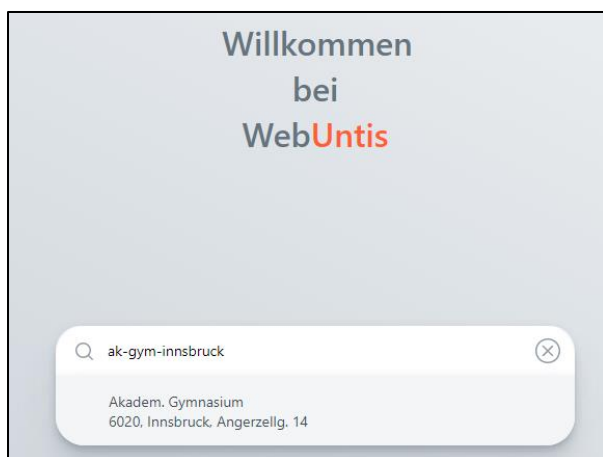 Willkommen
bei
WebUntis
ak-gym-innsbruck
Akadem. Gymnasium
6020, Innsbruck, Angerzellg. 14